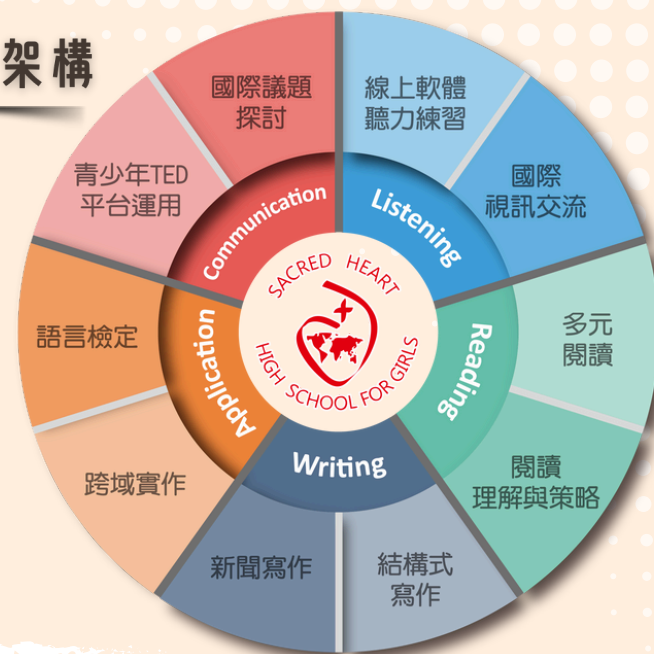 架構
國際議題
探討
線上軟體
聽力練習
青少年TED
平台運用
國際
視訊交流
Communication
Listening
SACRED HEART
HIGH SCHOOL FOR GIRLS
語言檢定
Application
Reading
多元
閱讀
跨域實作
Writing
閱讀
理解與策略
新聞寫作
結構式
寫作